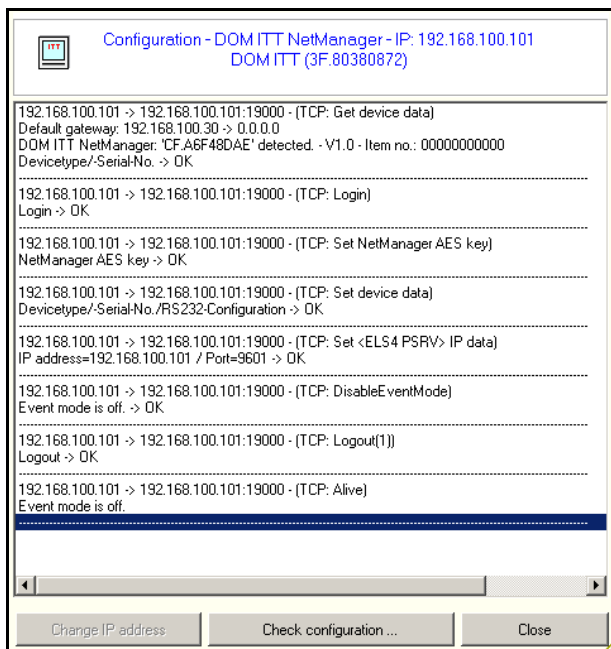 ITT
Configuration - DOM ITT NetManager - IP: 192.168.100.101
DOM ITT (3F.80380872)
192.168.100.101 -> 192.168.100.101:19000 - (TCP: Get device data)
Default gateway: 192.168.100.30 -> 0.0.0.0
DOM ITT NetManager: 'CF.A6F48DAE' detected. - V1.0 - Item no.: 00000000000
Devicetype/-Serial-No. -> OK
192.168.100.101 -> 192.168.100.101:19000 - (TCP: Login)
Login -> OK
192.168.100.101 -> 192.168.100.101:19000 - (TCP: Set NetManager AES key)
NetManager AES key -> OK
192.168.100.101 -> 192.168.100.101:19000 - (TCP: Set device data)
Devicetype/-Serial-No./RS232-Configuration -> OK
192.168.100.101 -> 192.168.100.101:19000 - (TCP: Set <ELS4 PSRV> IP data)
IP address=192.168.100.101 / Port=9601 -> OK
192.168.100.101 -> 192.168.100.101:19000 - (TCP: DisableEventMode)
Event mode is off. -> OK
192.168.100.101 -> 192.168.100.101:19000 - (TCP: Logout(1))
Logout -> OK
192.168.100.101 -> 192.168.100.101:19000 - (TCP: Alive)
Event mode is off.
Change IP address
Check configuration ...
Close